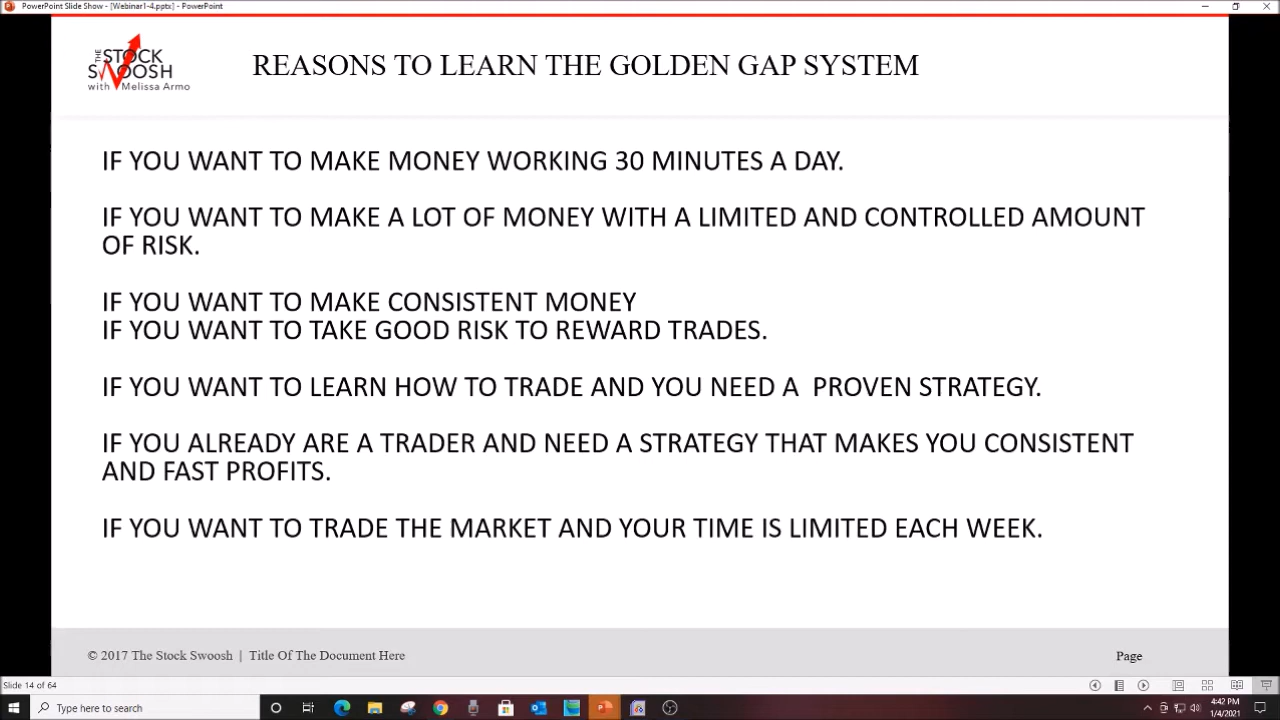 PowerPoint Slide Show - [Webinar1-4.pptx] - PowerPoint
THE STOCK
SWOOSH
with Melissa Armo
REASONS TO LEARN THE GOLDEN GAP SYSTEM
IF YOU WANT TO MAKE MONEY WORKING 30 MINUTES A DAY.
IF YOU WANT TO MAKE A LOT OF MONEY WITH A LIMITED AND CONTROLLED AMOUNT
OF RISK.
IF YOU WANT TO MAKE CONSISTENT MONEY
IF YOU WANT TO TAKE GOOD RISK TO REWARD TRADES.
IF YOU WANT TO LEARN HOW TO TRADE AND YOU NEED A  PROVEN STRATEGY.
IF YOU ALREADY ARE A TRADER AND NEED A STRATEGY THAT MAKES YOU CONSISTENT
AND FAST PROFITS.
IF YOU WANT TO TRADE THE MARKET AND YOUR TIME IS LIMITED EACH WEEK.
© 2017 The Stock Swoosh | Title Of The Document Here
Page
Slide 14 of 64
Type here to search
4:42 PM
1/4/2021